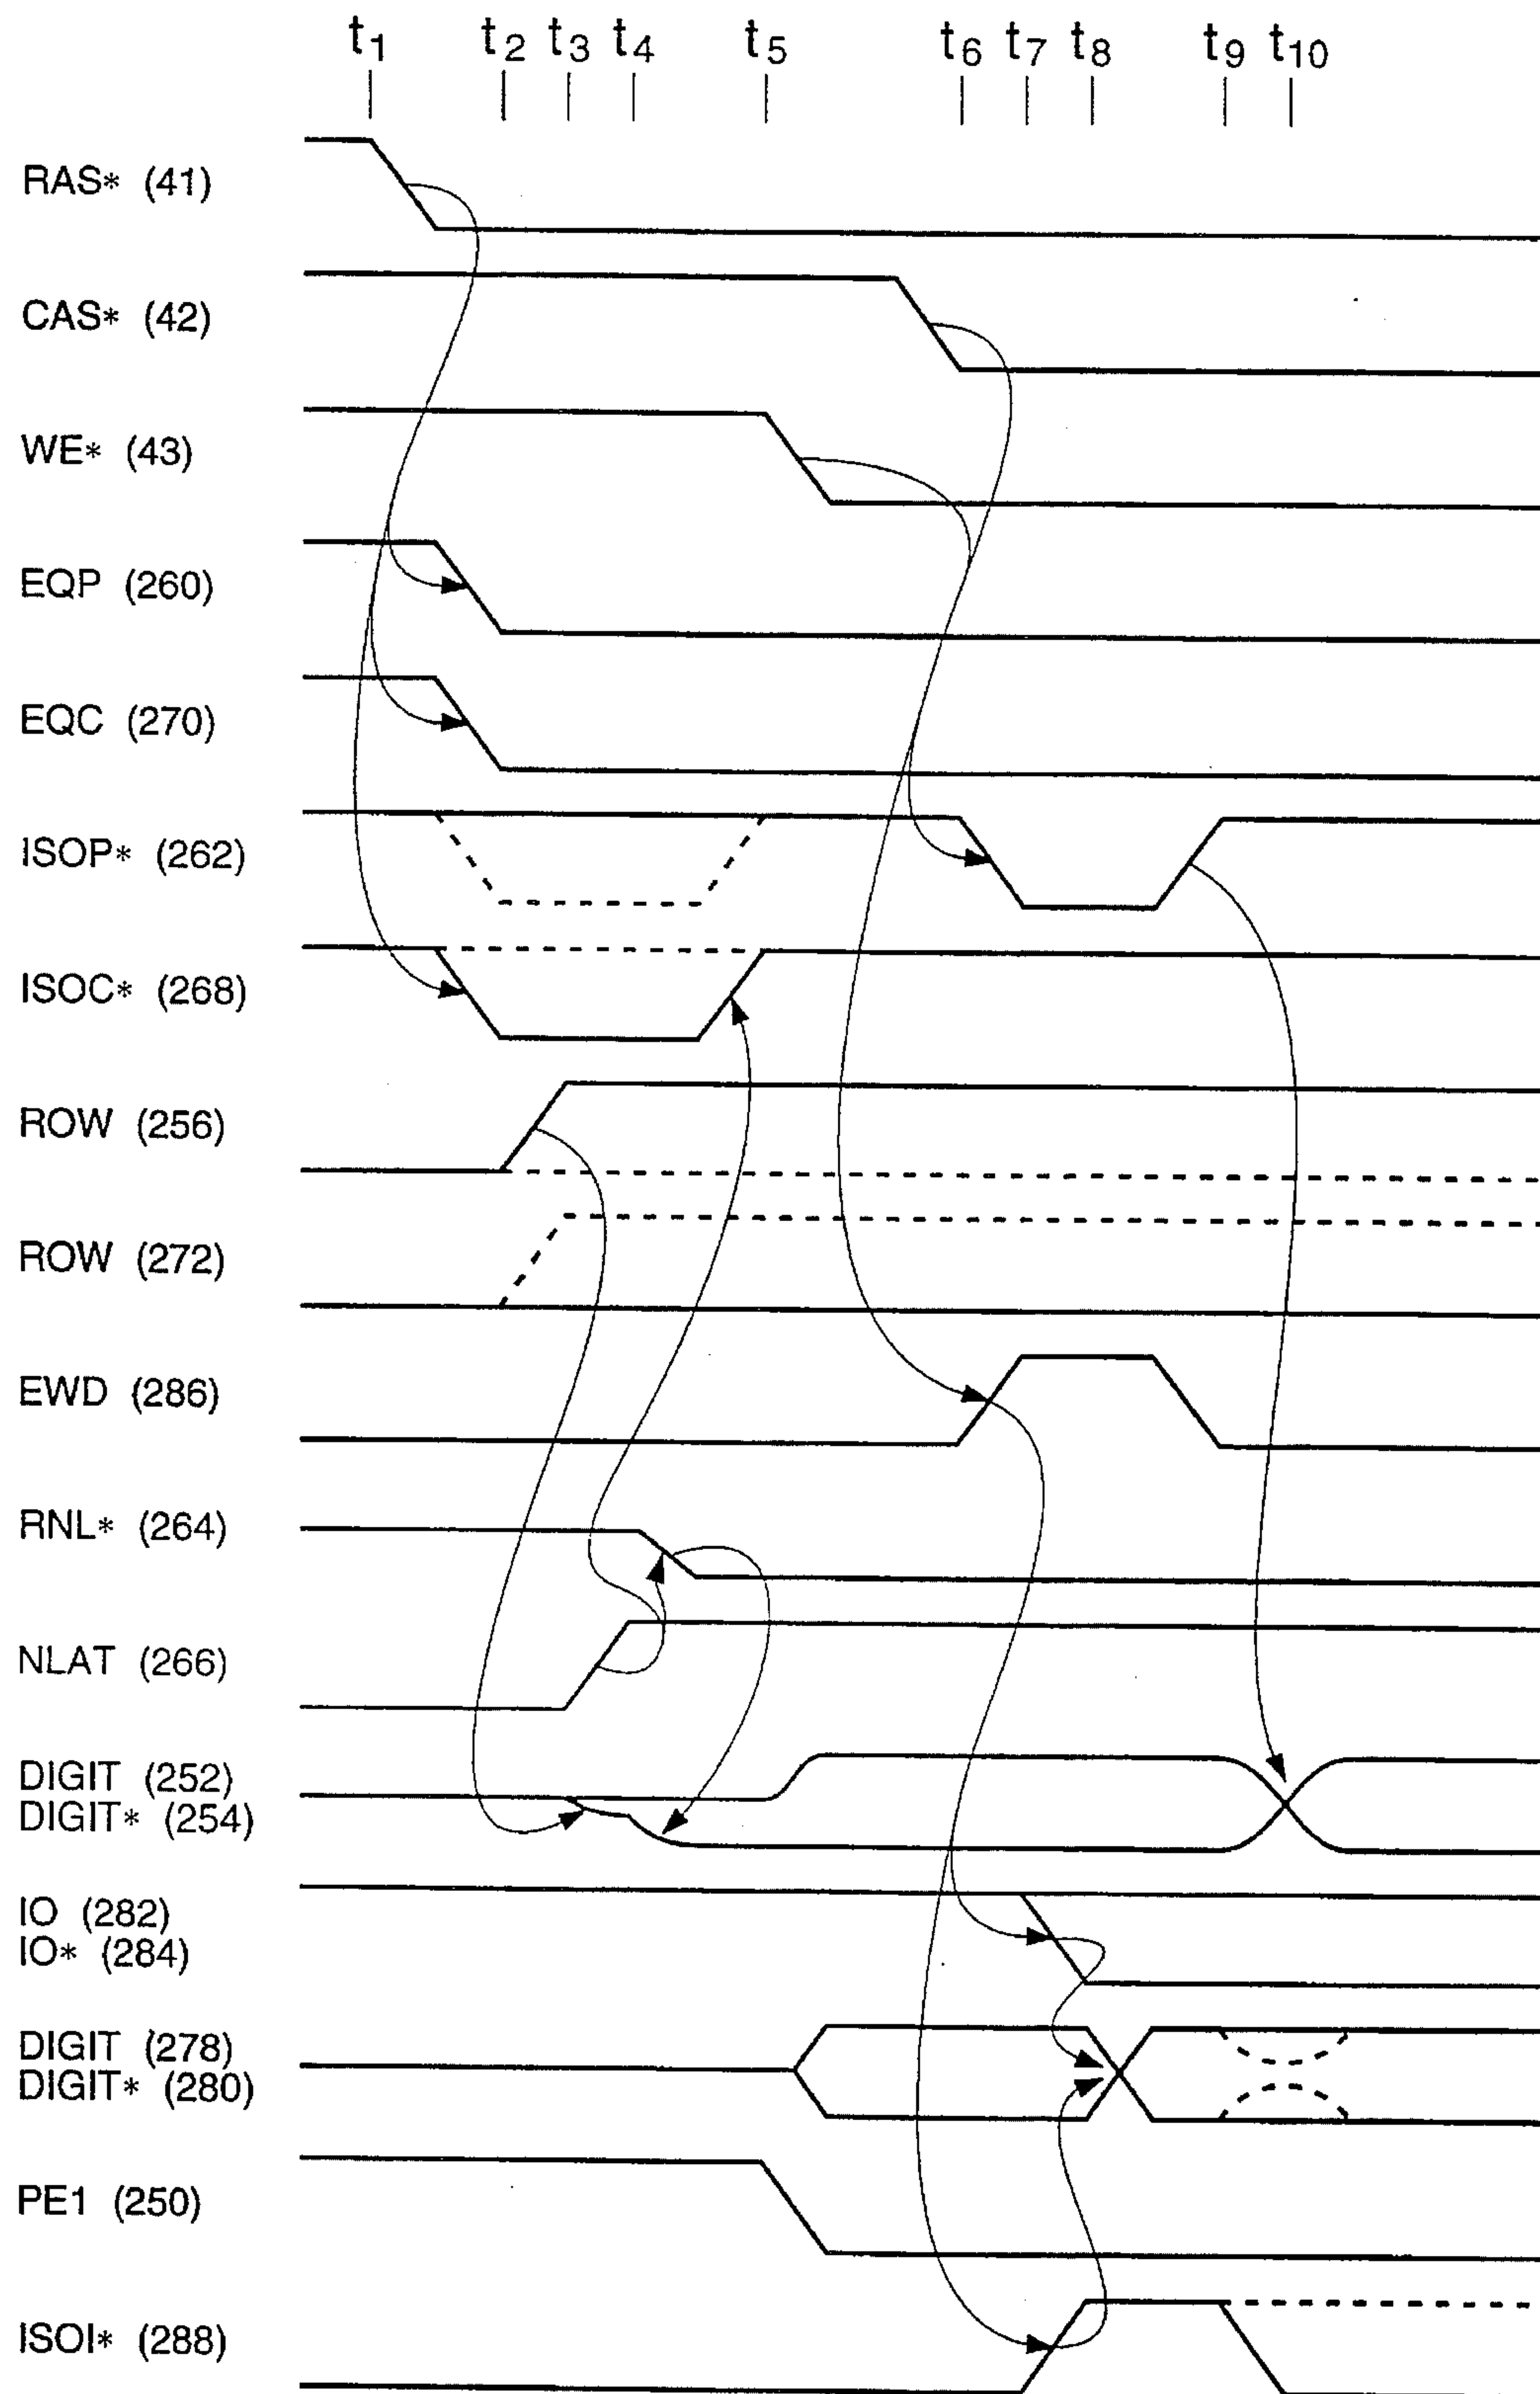 t1 t2 t3 t4 t5 t6 t7 t8 t9 t10
RAS* (41)
CAS* (42)
WE* (43)
EQP (260)
EQC (270)
ISOP* (262)
ISOC* (268)
ROW (256)
ROW (272)
EWD (286)
RNL* (264)
NLAT (266)
DIGIT (252)
DIGIT* (254)
IO (282)
IO* (284)
DIGIT (278)
DIGIT* (280)
PE1 (250)
ISOI* (288)